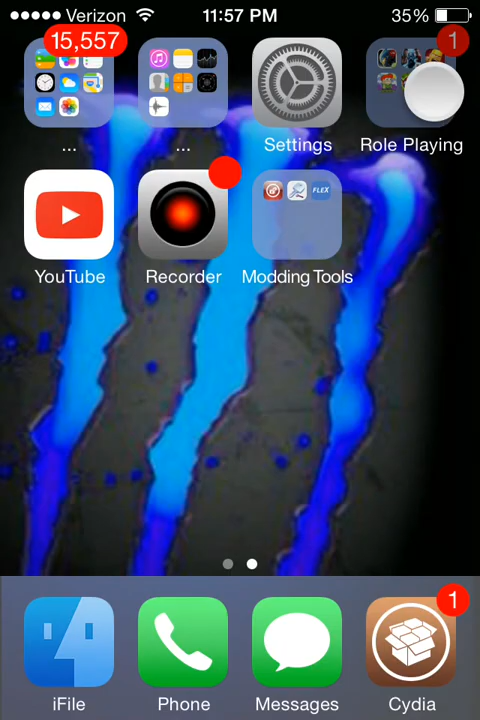 Verizon 11:57 PM 35%
15,557 1
... ... Settings Role Playing
FLEX
YouTube Recorder Modding Tools
1
iFile Phone Messages Cydia